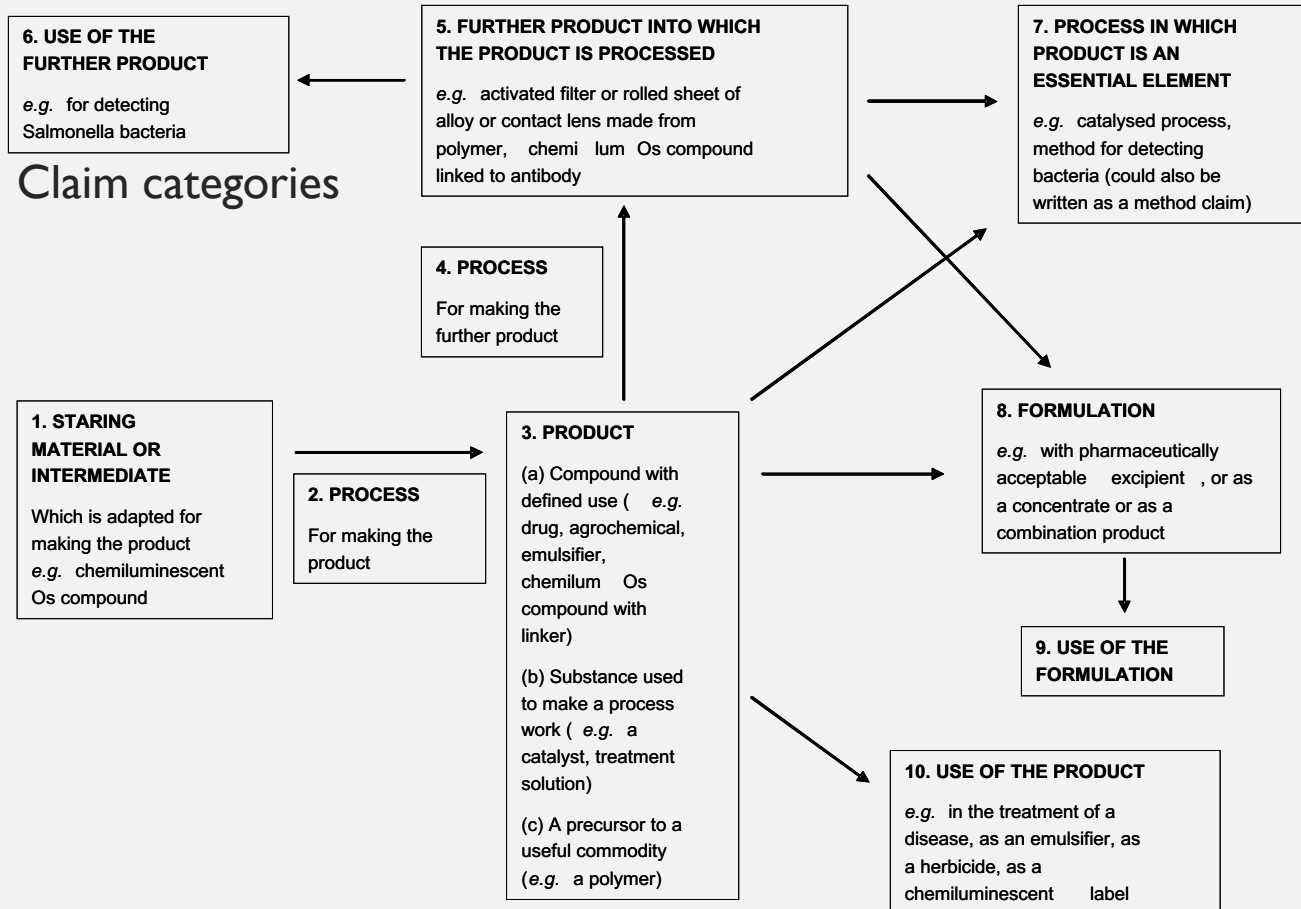 6. USE OF THE
FURTHER PRODUCT
e.g. for detecting
Salmonella bacteria
Claim categories
5. FURTHER PRODUCT INTO WHICH
THE PRODUCT IS PROCESSED
e.g. activated filter or rolled sheet of
alloy or contact lens made from
polymer, chemi lum Os compound
linked to antibody
7. PROCESS IN WHICH
PRODUCT IS AN
ESSENTIAL ELEMENT
e.g. catalysed process,
method for detecting
bacteria (could also be
written as a method claim)
4. PROCESS
For making the
further product
1. STARING
MATERIAL OR
INTERMEDIATE
Which is adapted for
making the product
e.g. chemiluminescent
Os compound
2. PROCESS
For making the
product
3. PRODUCT
(a) Compound with
defined use ( e.g.
drug, agrochemical,
emulsifier,
chemilum Os
compound with
linker)
(b) Substance used
to make a process
work ( e.g. a
catalyst, treatment
solution)
(c) A precursor to a
useful commodity
(e.g. a polymer)
8. FORMULATION
e.g. with pharmaceutically
acceptable excipient , or as
a concentrate or as a
combination product
9. USE OF THE
FORMULATION
10. USE OF THE PRODUCT
e.g. in the treatment of a
disease, as an emulsifier, as
a herbicide, as a
chemiluminescent label